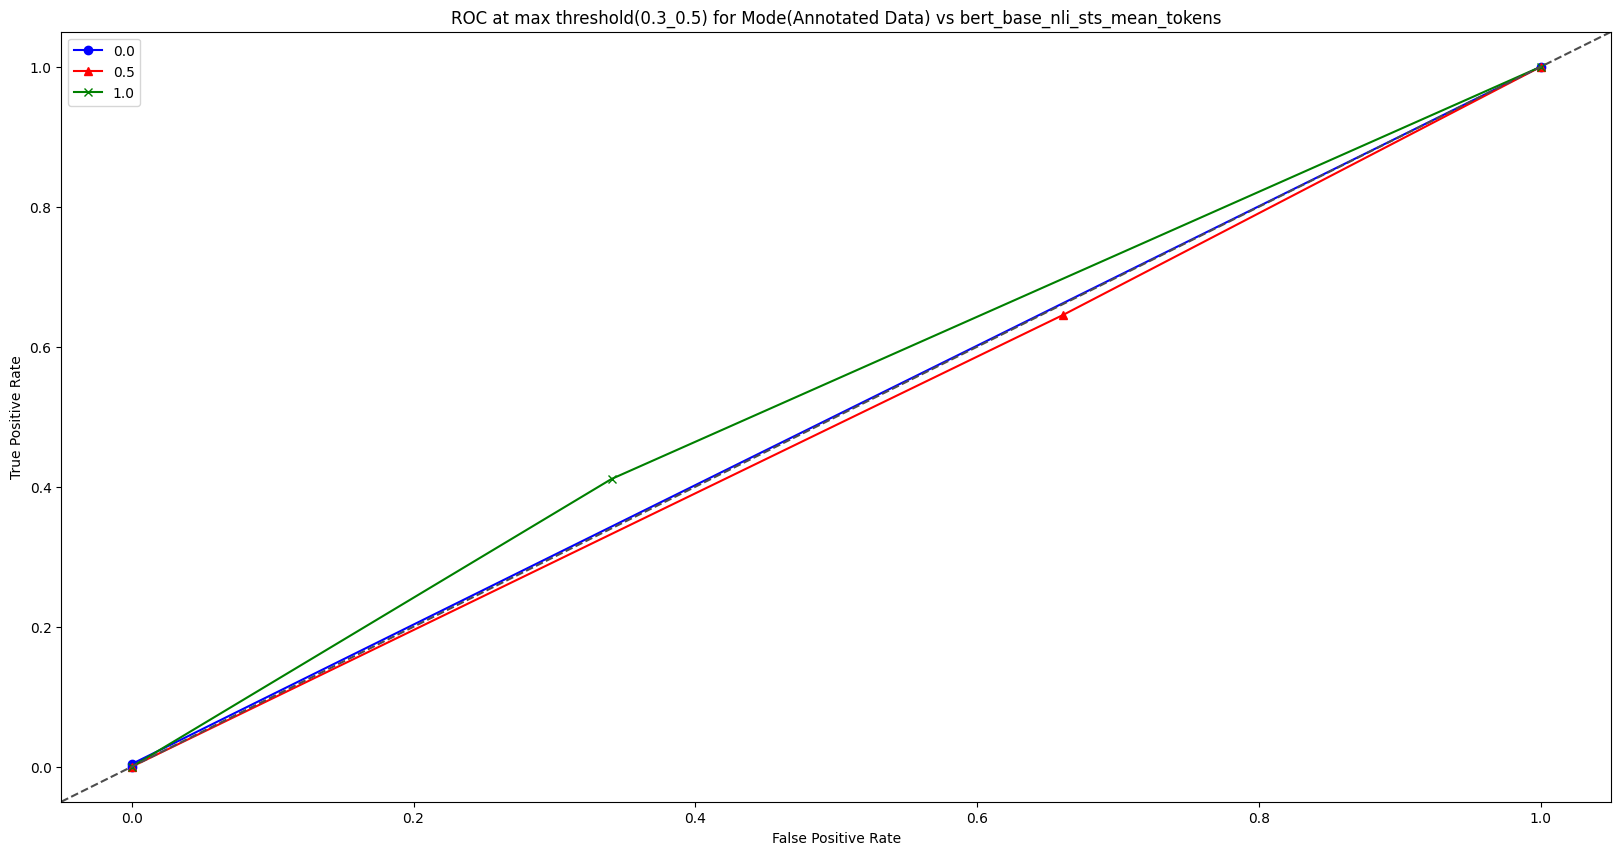 ROC at max threshold(0.3_0.5) for Mode(Annotated Data) vs bert_base_nli_sts_mean_tokens
0.0
0.5
1.0
True Positive Rate
1.0
0.8
0.6
0.4
0.2
0.0
0.0 0.2 0.4 0.6 0.8 1.0
False Positive Rate